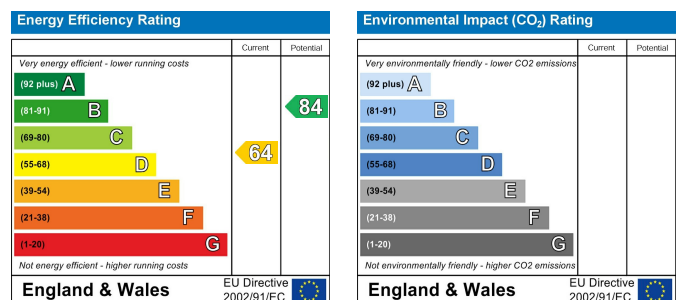 Energy Efficiency Rating
Current Potential
Very energy efficient - lower running costs
(92 plus) A
(81-91) B
84
(69-80) C
64
(55-68) D
(39-54) E
(21-38) F
(1-20) G
Not energy efficient - higher running costs
England & Wales
EU Directive
2002/91/EC
Environmental Impact (CO₂) Rating
Current Potential
Very environmentally friendly - lower CO2 emissions
(92 plus) A
(81-91) B
(69-80) C
(55-68) D
(39-54) E
(21-38) F
(1-20) G
Not environmentally friendly - higher CO2 emissions
England & Wales
EU Directive
2002/91/EC